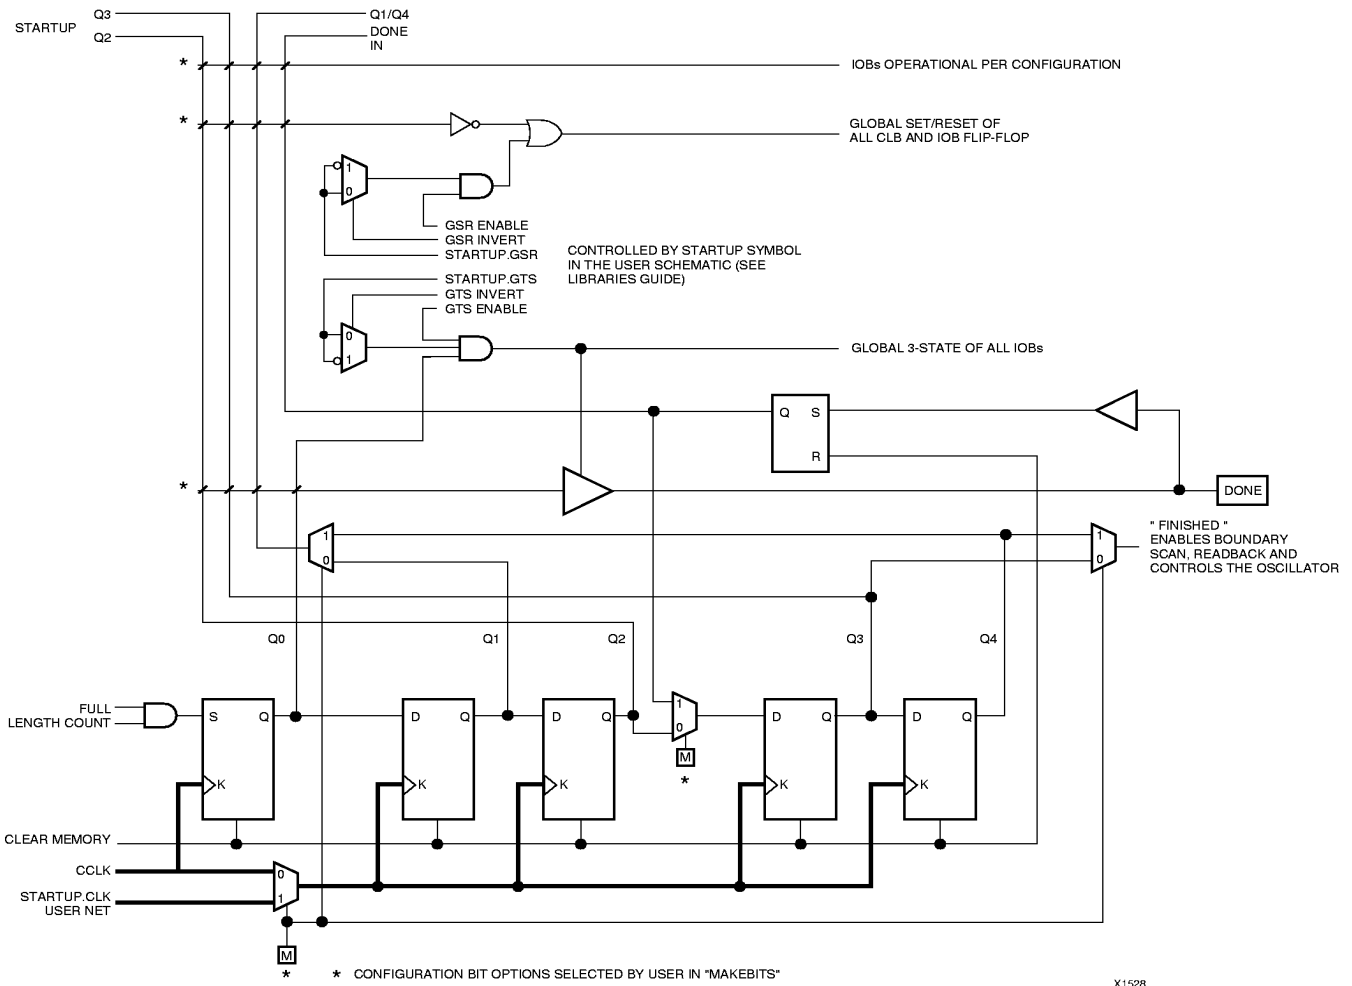 Q3
Q1/Q4
STARTUP
Q2
DONE
IN
* IOBs OPERATIONAL PER CONFIGURATION
*
GLOBAL SET/RESET OF
ALL CLB AND IOB FLIP-FLOP
1
0
GSR ENABLE
GSR INVERT
STARTUP.GSR
CONTROLLED BY STARTUP SYMBOL
IN THE USER SCHEMATIC (SEE
LIBRARIES GUIDE)
STARTUP.GTS
GTS INVERT
GTS ENABLE
0
1
GLOBAL 3-STATE OF ALL IOBs
Q S
R
*
DONE
1
0
1
0
" FINISHED "
ENABLES BOUNDARY
SCAN, READBACK AND
CONTROLS THE OSCILLATOR
Q0 Q1 Q2 Q3 Q4
FULL
LENGTH COUNT
S Q
K
D Q
K
D Q
K
1
0
M
*
D Q
K
D Q
K
CLEAR MEMORY
CCLK
0
1
STARTUP.CLK
USER NET
M
*
* CONFIGURATION BIT OPTIONS SELECTED BY USER IN "MAKEBITS"
X1528